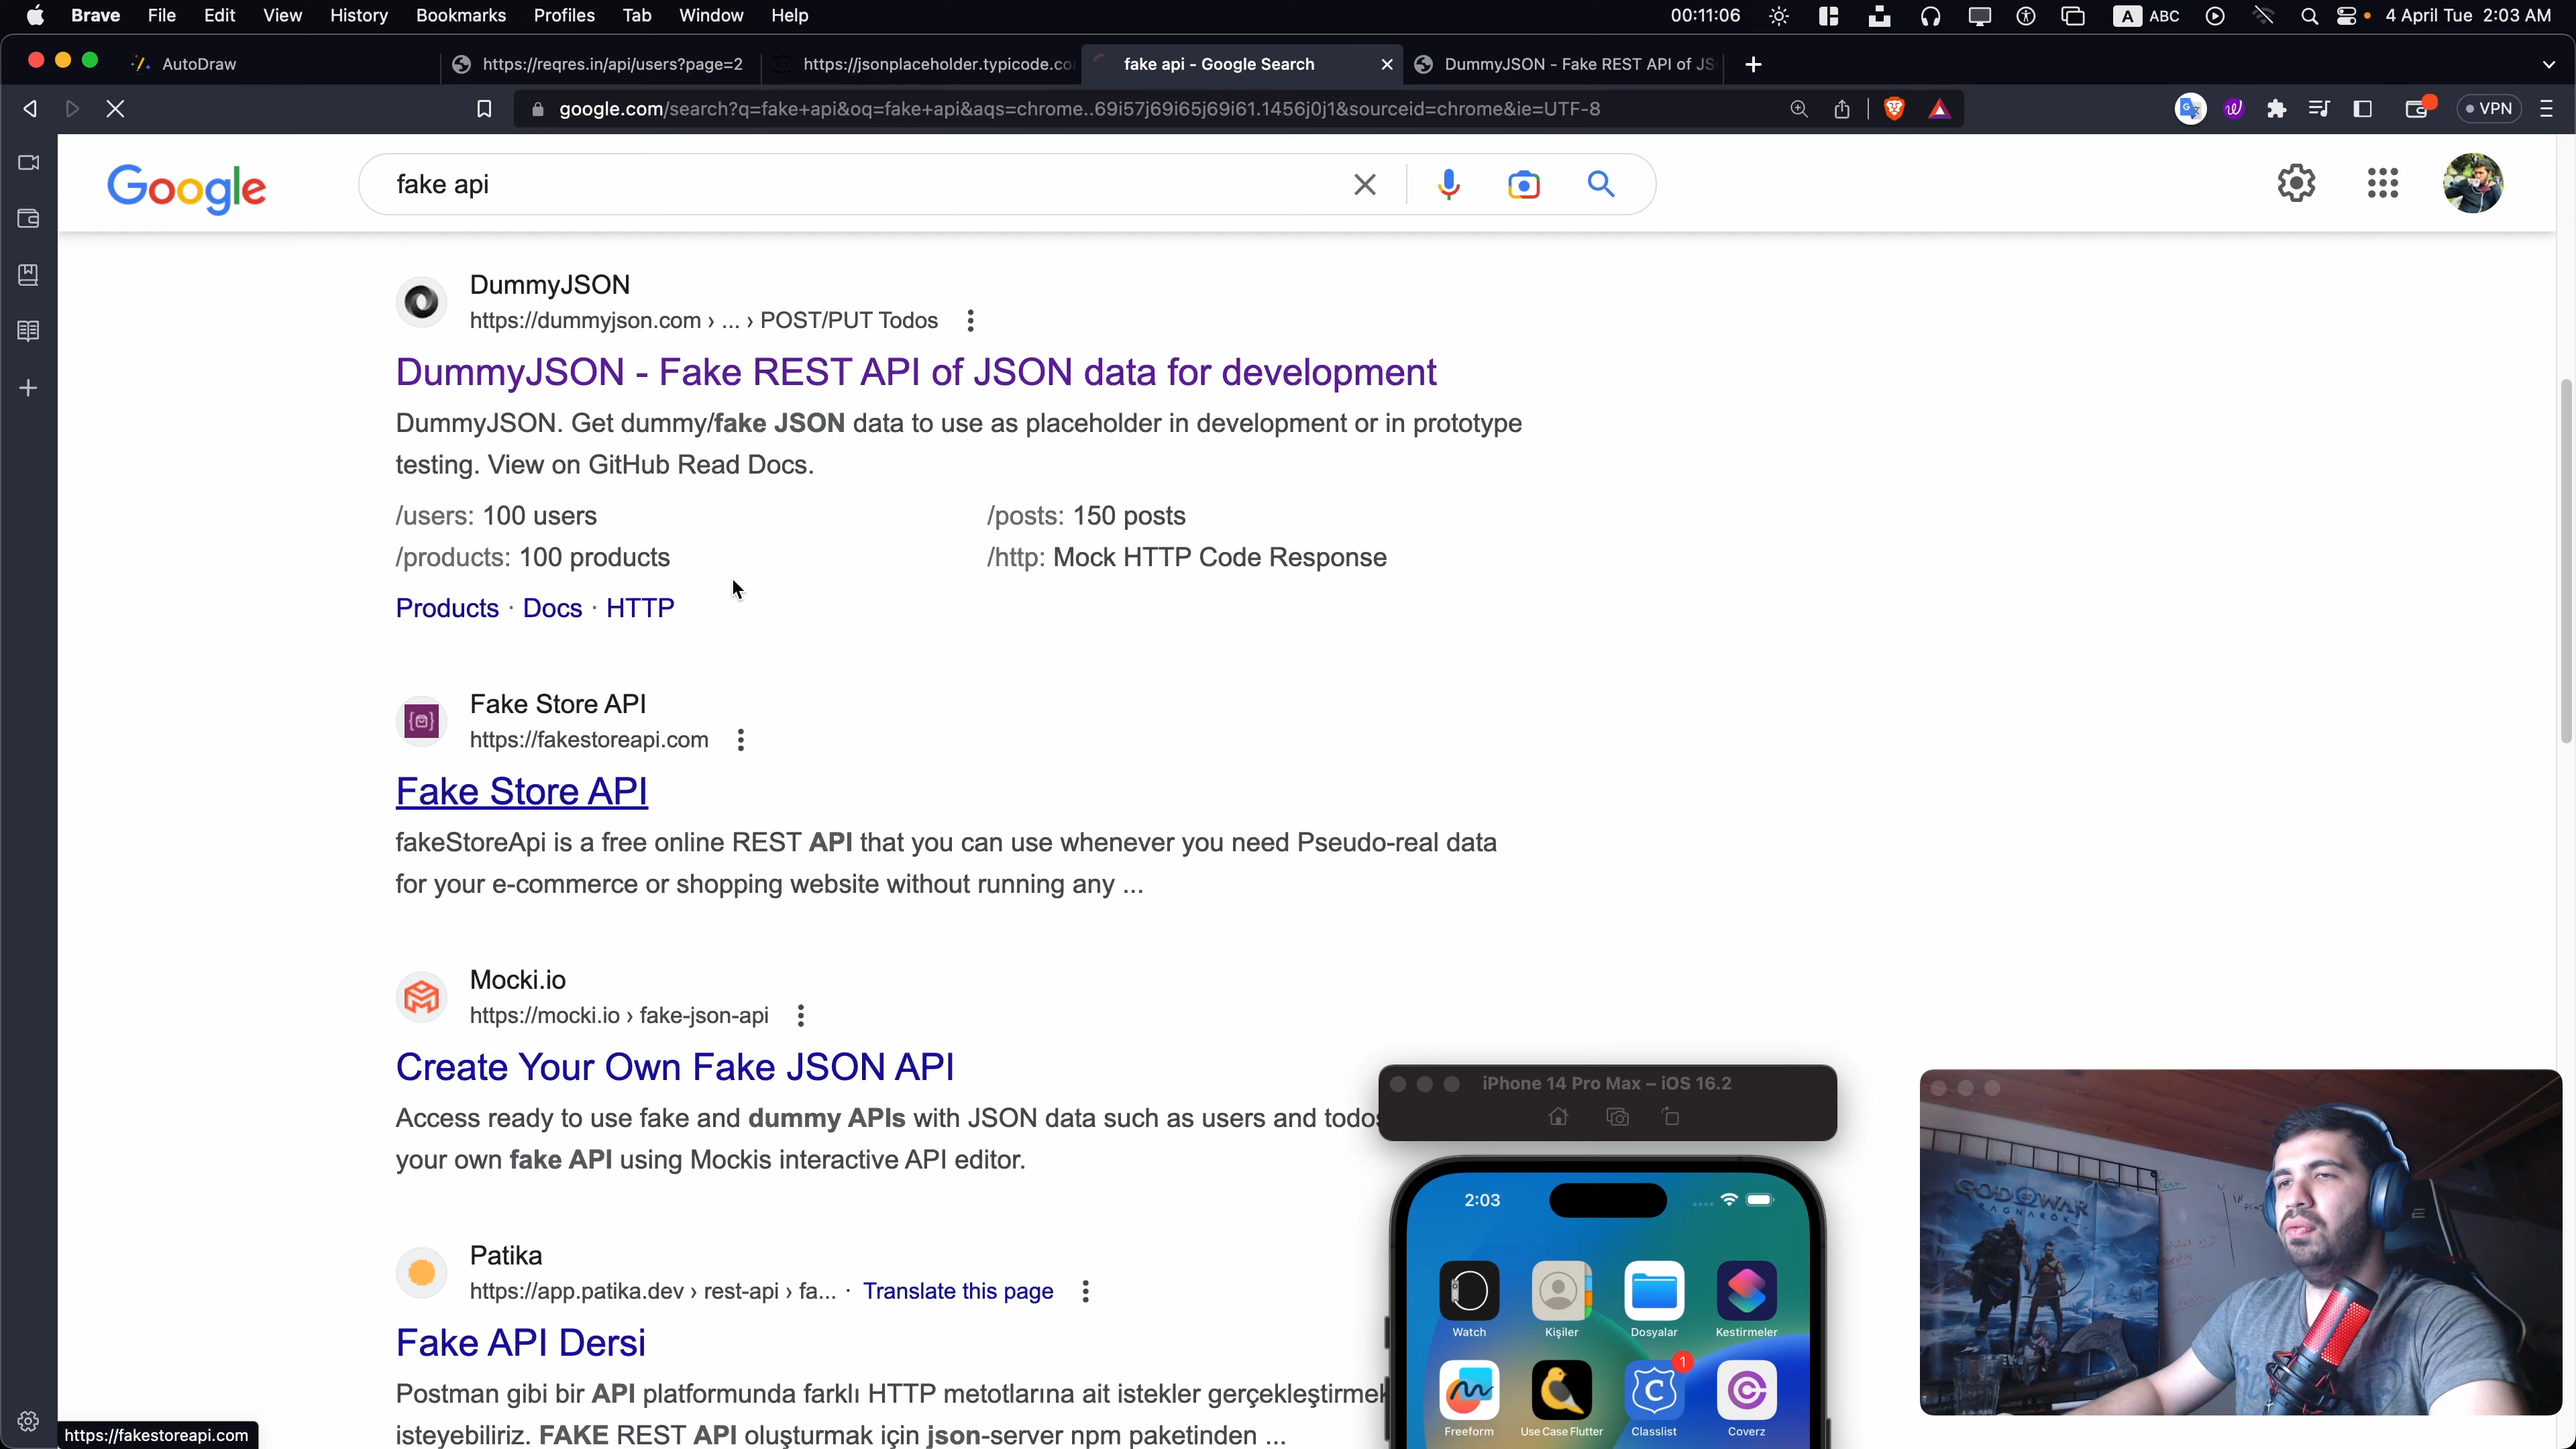 Brave File Edit View History Bookmarks Profiles Tab Window Help 00:11:06 A ABC 4 April Tue 2:03 AM
AutoDraw https://reqres.in/api/users?page=2 https://jsonplaceholder.typicode.co fake api - Google Search DummyJSON - Fake REST API of JS
google.com/search?q=fake+api&oq=fake+api&aqs=chrome..69i57j69i65j69i61.1456j0j1&sourceid=chrome&ie=UTF-8 VPN
Google fake api
DummyJSON
https://dummyjson.com › ... › POST/PUT Todos
DummyJSON - Fake REST API of JSON data for development
DummyJSON. Get dummy/fake JSON data to use as placeholder in development or in prototype
testing. View on GitHub Read Docs.
/users: 100 users /posts: 150 posts
/products: 100 products /http: Mock HTTP Code Response
Products · Docs · HTTP
Fake Store API
https://fakestoreapi.com
Fake Store API
fakeStoreApi is a free online REST API that you can use whenever you need Pseudo-real data
for your e-commerce or shopping website without running any ...
Mocki.io
https://mocki.io › fake-json-api
Create Your Own Fake JSON API
Access ready to use fake and dummy APIs with JSON data such as users and todos
your own fake API using Mockis interactive API editor.
Patika
https://app.patika.dev › rest-api › fa... · Translate this page
Fake API Dersi
Postman gibi bir API platformunda farklı HTTP metotlarına ait istekler gerçekleştirmek
isteyebiliriz. FAKE REST API oluşturmak için json-server npm paketinden ...
https://fakestoreapi.com
iPhone 14 Pro Max – iOS 16.2
2:03
Watch Kişiler Dosyalar Kestirmeler
1
Freeform Use Case Flutter Classlist Coverz
GOD OF WAR
RAGNARÖK